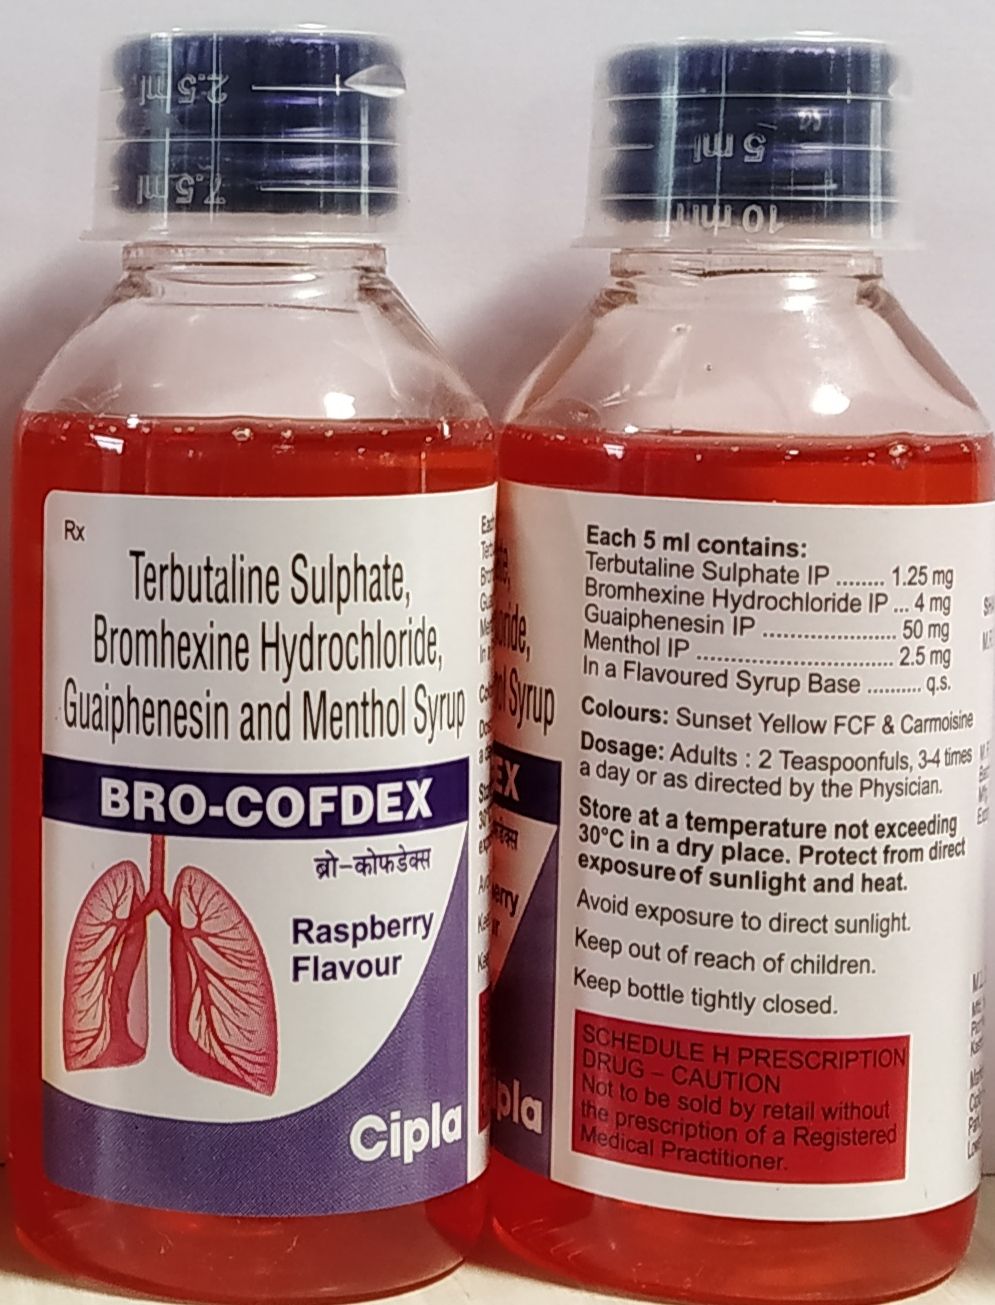 2.5 ml
7.5 ml
Rx
Terbutaline Sulphate,
Bromhexine Hydrochloride,
Guaiphenesin and Menthol Syrup
BRO-COFDEX
ब्रो-कोफडेक्स
Raspberry
Flavour
Cipla
5 ml
10 ml
Syrup
EX
pla
Each 5 ml contains:
Terbutaline Sulphate IP ........ 1.25 mg
Bromhexine Hydrochloride IP ... 4 mg
Guaiphenesin IP ...................... 50 mg
Menthol IP ................................ 2.5 mg
In a Flavoured Syrup Base .......... q.s.
Colours: Sunset Yellow FCF & Carmoisine
Dosage: Adults : 2 Teaspoonfuls, 3-4 times
a day or as directed by the Physician.
Store at a temperature not exceeding
30°C in a dry place. Protect from direct
exposure of sunlight and heat.
Avoid exposure to direct sunlight.
Keep out of reach of children.
Keep bottle tightly closed.
SCHEDULE H PRESCRIPTION
DRUG – CAUTION
Not to be sold by retail without
the prescription of a Registered
Medical Practitioner.